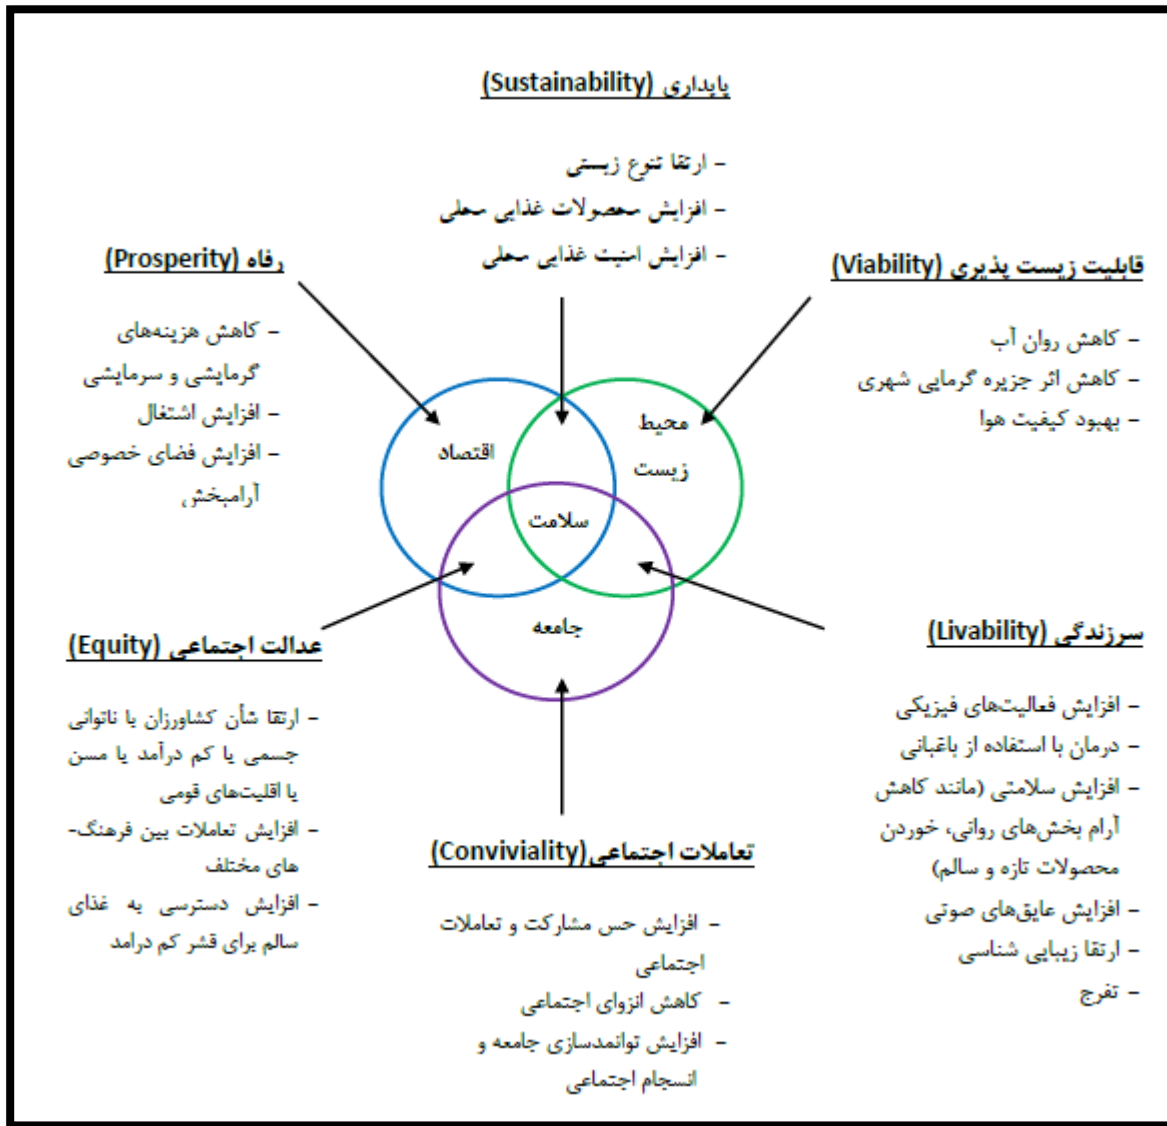 پایداری (Sustainability)
- ارتقا تنوع زیستی
- افزایش محصولات غذایی محلی
- افزایش امنیت غذایی محلی
قابلیت زیست پذیری (Viability)
- کاهش روان آب
- کاهش اثر جزیره گرمایی شهری
- بهبود کیفیت هوا
رفاه (Prosperity)
- کاهش هزینه‌های
گرمایشی و سرمایشی
- افزایش اشتغال
- افزایش فضای خصوصی
آرامبخش
محیط
زیست
اقتصاد
سلامت
جامعه
سرزندگی (Livability)
- افزایش فعالیت‌های فیزیکی
- درمان با استفاده از باغبانی
- افزایش سلامتی (مانند کاهش
آرام بخش‌های روانی، خوردن
محصولات تازه و سالم)
- افزایش عایق‌های صوتی
- ارتقا زیبایی شناسی
- تفرج
عدالت اجتماعی (Equity)
- ارتقا شأن کشاورزان با ناتوانی
جسمی یا کم درآمد یا مسن
یا اقلیت‌های قومی
- افزایش تعاملات بین فرهنگ-
های مختلف
- افزایش دسترسی به غذای
سالم برای قشر کم درامد
تعاملات اجتماعی(Conviviality)
- افزایش حس مشارکت و تعاملات
اجتماعی
- کاهش انزوای اجتماعی
- افزایش توانمدسازی جامعه و
انسجام اجتماعی